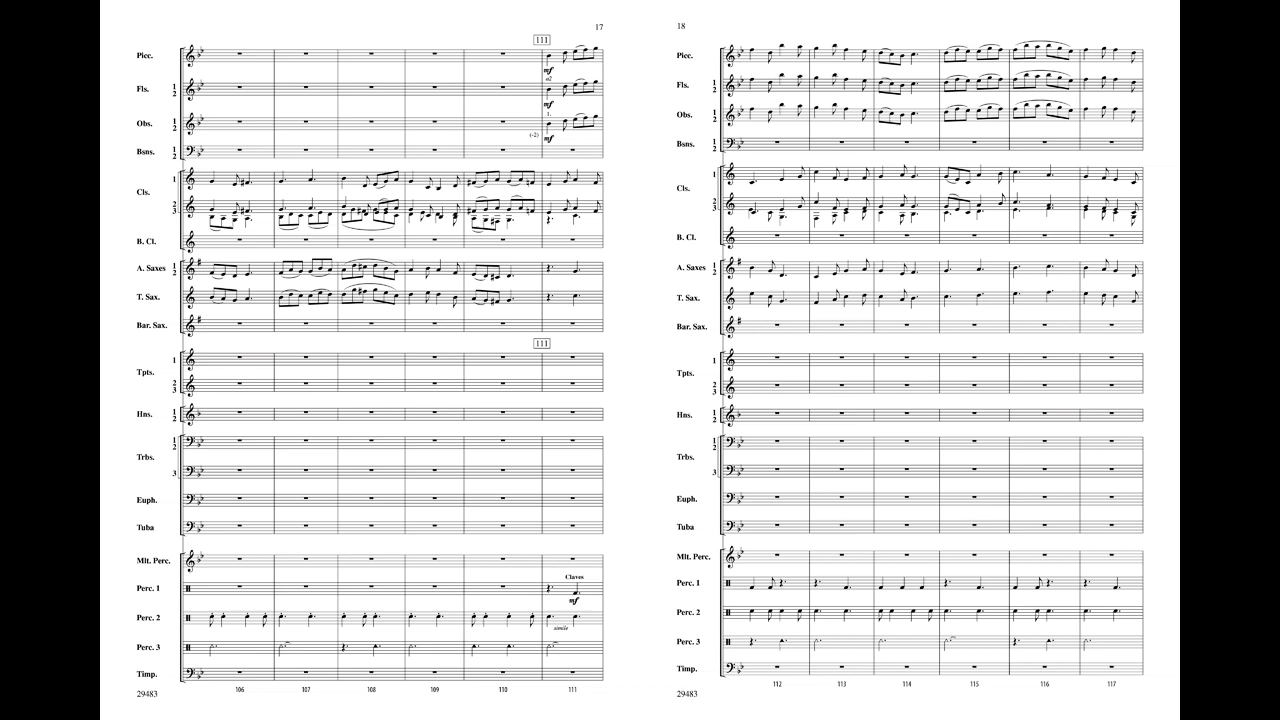 17
111
Picc.
mf
a2
Fls. 1 2
mf
1.
Obs. 1 2
(-2)
mf
Bsns. 1 2
Cls. 1
2 3
B. Cl.
A. Saxes 1 2
T. Sax.
Bar. Sax.
111
Tpts. 1
2 3
Hns. 1 2
Trbs. 1 2
3
Euph.
Tuba
Mlt. Perc.
Claves
Perc. 1
mf
Perc. 2
simile
Perc. 3
Timp.
106 107 108 109 110 111
29483
18
Picc.
Fls. 1 2
Obs. 1 2
Bsns. 1 2
Cls. 1
2 3
B. Cl.
A. Saxes 1 2
T. Sax.
Bar. Sax.
Tpts. 1
2 3
Hns. 1 2
Trbs. 1 2
3
Euph.
Tuba
Mlt. Perc.
Perc. 1
Perc. 2
Perc. 3
Timp.
112 113 114 115 116 117
29483